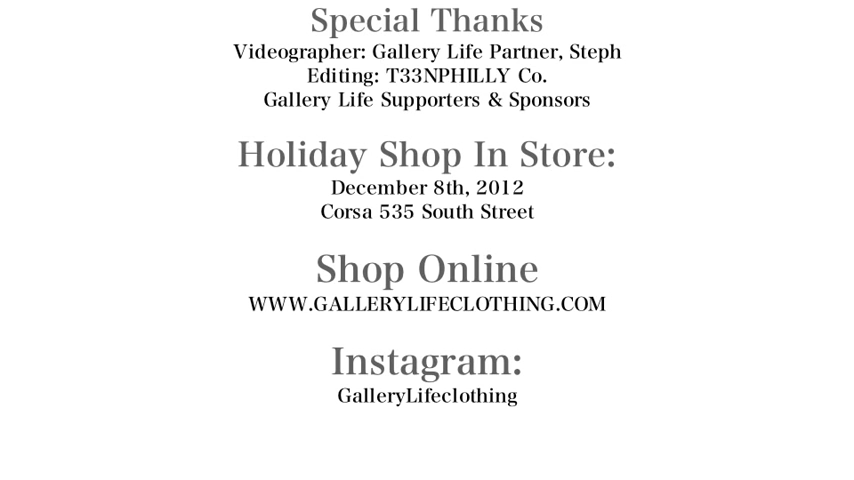 Special Thanks
Videographer: Gallery Life Partner, Steph
Editing: T33NPHILLY Co.
Gallery Life Supporters & Sponsors
Holiday Shop In Store:
December 8th, 2012
Corsa 535 South Street
Shop Online
WWW.GALLERYLIFECLOTHING.COM
Instagram:
GalleryLifeclothing